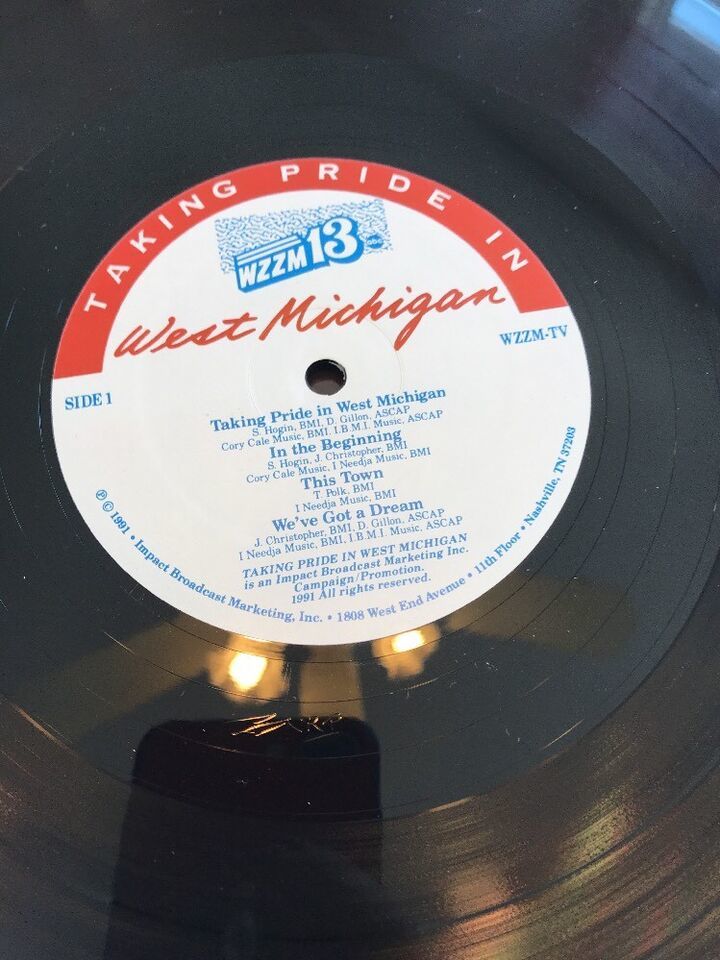 TAKING PRIDE IN
WZZM 13 abc
West Michigan
WZZM-TV
SIDE 1
Taking Pride in West Michigan
S. Hogin, BMI, D. Gillon, ASCAP
Cory Cale Music, BMI. I.B.M.I. Music, ASCAP
In the Beginning
S. Hogin, J. Christopher, BMI
Cory Cale Music, I Needja Music, BMI
This Town
T. Polk, BMI
I Needja Music, BMI
We've Got a Dream
J. Christopher, BMI, D. Gillon, ASCAP
I Needja Music, BMI, I.B.M.I. Music, ASCAP
TAKING PRIDE IN WEST MICHIGAN
is an Impact Broadcast Marketing Inc.
Campaign/Promotion.
1991 All rights reserved.
℗ © 1991 • Impact Broadcast Marketing, Inc. • 1808 West End Avenue • 11th Floor • Nashville, TN 37203